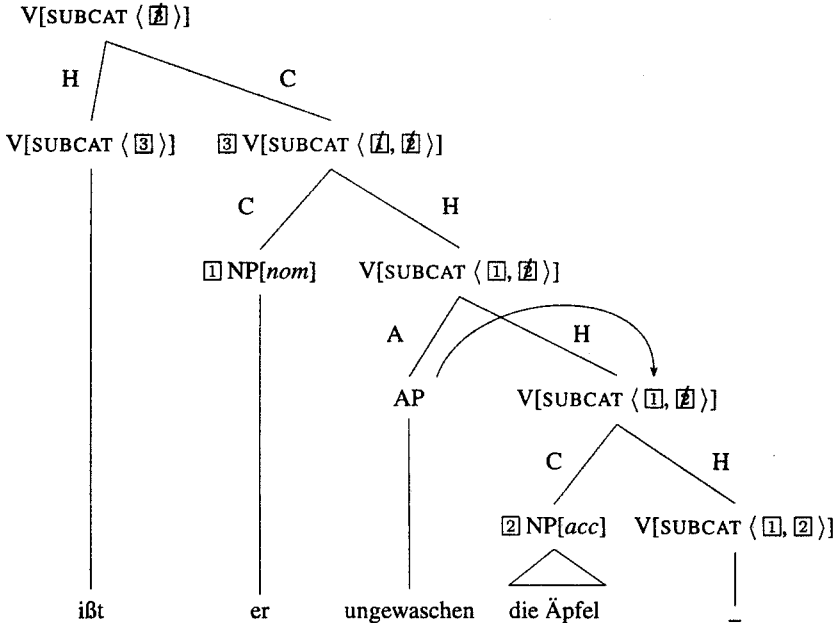 V[SUBCAT ⟨ 3̸ ⟩]
H C
V[SUBCAT ⟨ 3 ⟩] 3 V[SUBCAT ⟨ 1̸, 2̸ ⟩]
C H
1 NP[nom] V[SUBCAT ⟨ 1, 2̸ ⟩]
A H
AP V[SUBCAT ⟨ 1, 2̸ ⟩]
C H
2 NP[acc] V[SUBCAT ⟨ 1, 2 ⟩]
ißt er ungewaschen die Äpfel _